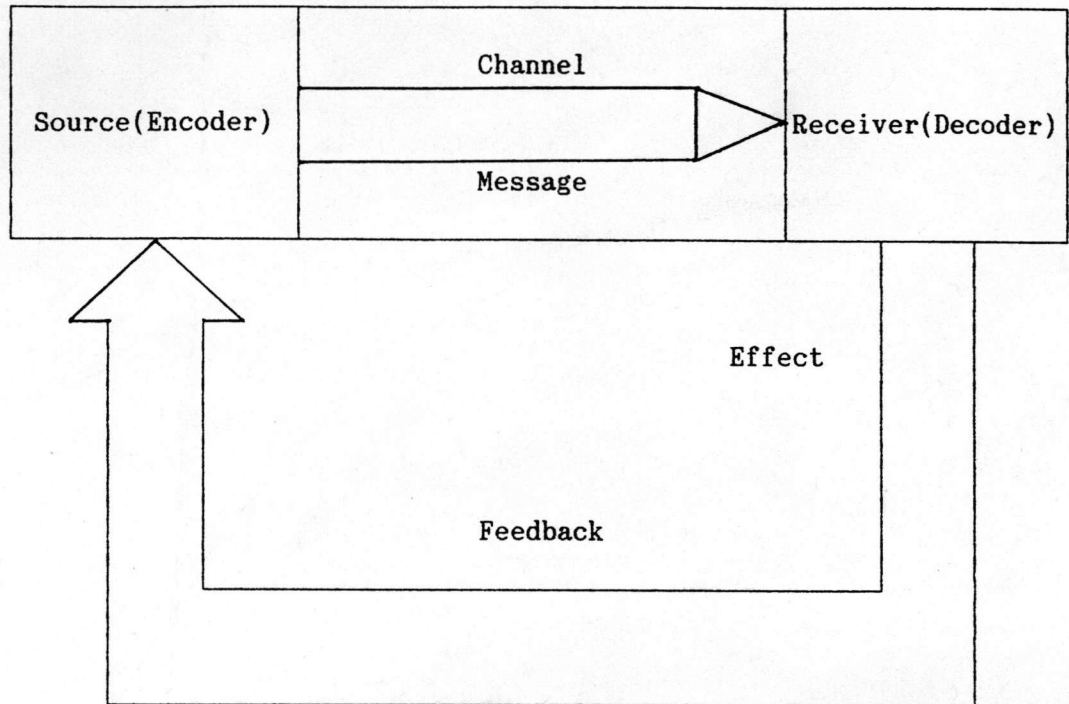 Channel
Source(Encoder)
Receiver(Decoder)
Message
Effect
Feedback